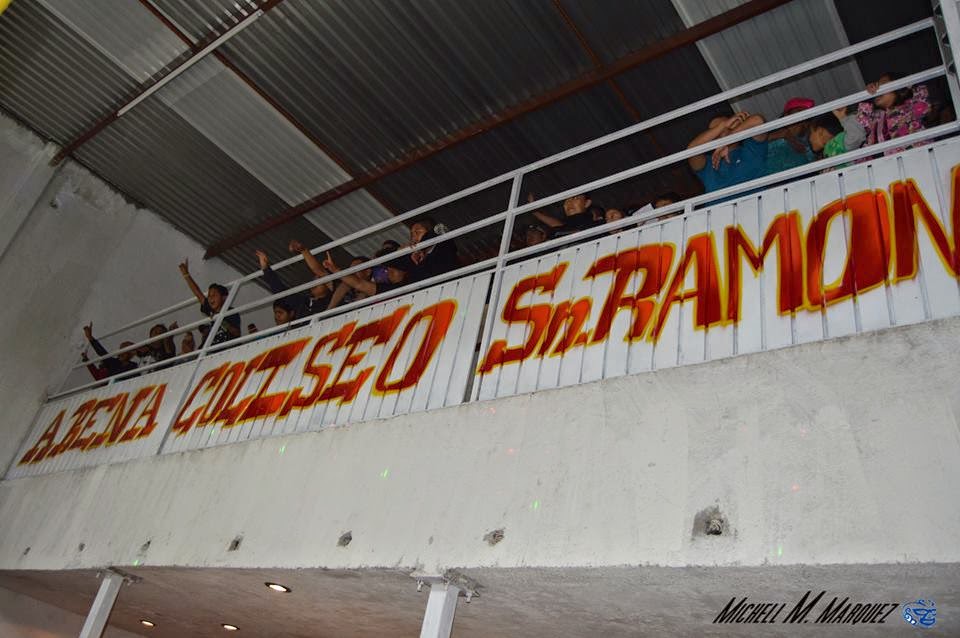 ARENA COLISEO Sn. RAMON
MICHELL M. MARQUEZ